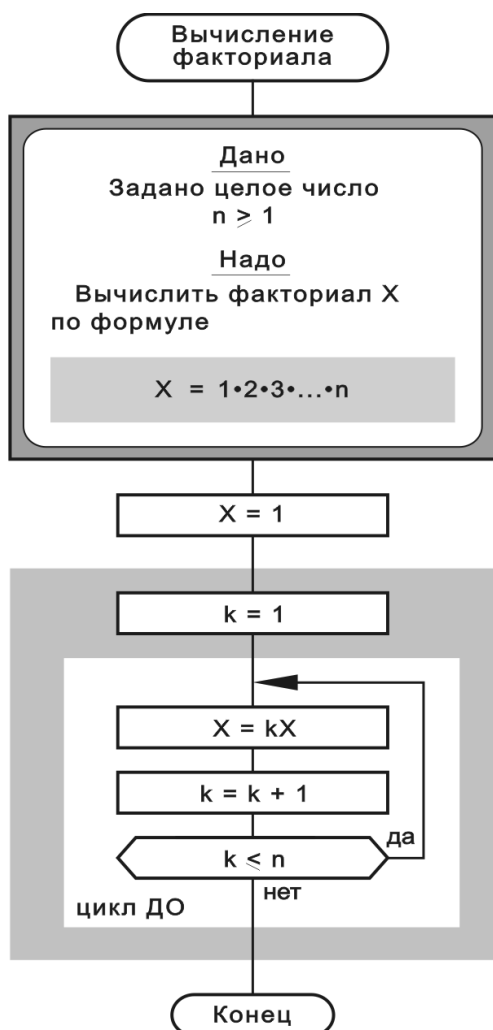 Вычисление
факториала
Дано
Задано целое число
n ⩾ 1
Надо
Вычислить факториал X
по формуле
X = 1•2•3•...•n
X = 1
k = 1
X = kX
k = k + 1
k ⩽ n
да
нет
цикл ДО
Конец